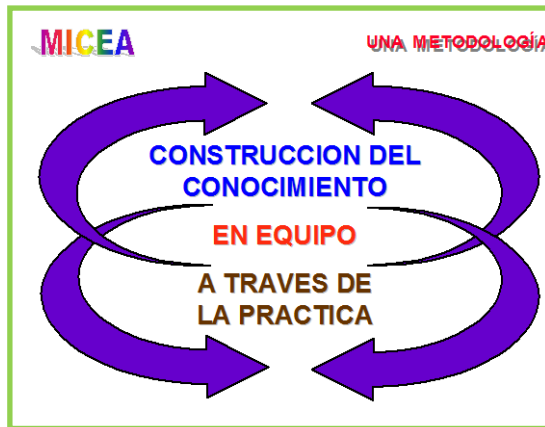 MICEA
UNA METODOLOGÍA
CONSTRUCCION DEL
CONOCIMIENTO
EN EQUIPO
A TRAVES DE
LA PRACTICA